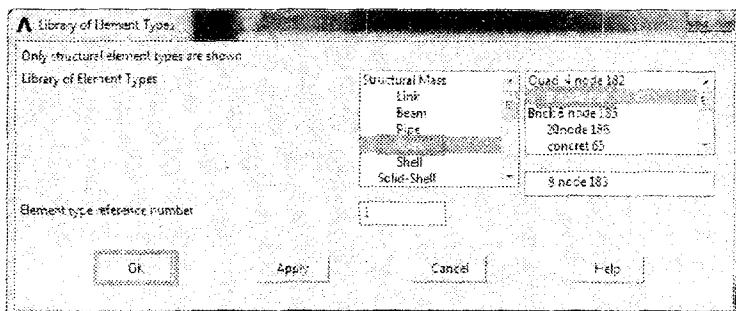 Library of Element Types
Only structural element types are shown
Library of Element Types
Structural Mass
Link
Beam
Pipe
Shell
Solid-Shell
Quad 4 node 182
Brick 8 node 185
20node 186
concret 65
8 node 183
Element type reference number
1
OK
Apply
Cancel
Help